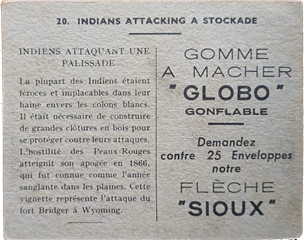 20. INDIANS ATTACKING A STOCKADE
INDIENS ATTAQUANT UNE
PALISSADE
La plupart des Indiens étaient
féroces et implacables dans leur
haine envers les colons blancs.
Il était nécessaire de construire
de grandes clôtures en bois pour
se protéger contre leurs attaques.
L'hostilité des Peaux-Rouges
atteignit son apogée en 1866,
qui fut connue comme l'année
sanglante dans les plaines. Cette
vignette représente l'attaque du
fort Bridger à Wyoming.
GOMME
A MACHER
"GLOBO"
GONFLABLE
Demandez
contre 25 Enveloppes
notre
FLÈCHE
"SIOUX"